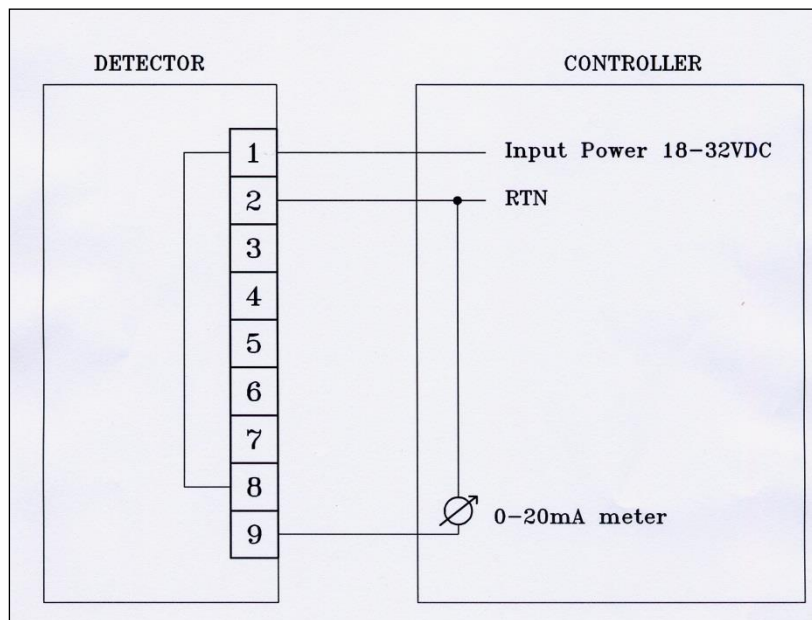 DETECTOR
CONTROLLER
1
Input Power 18-32VDC
2
RTN
3
4
5
6
7
8
0-20mA meter
9